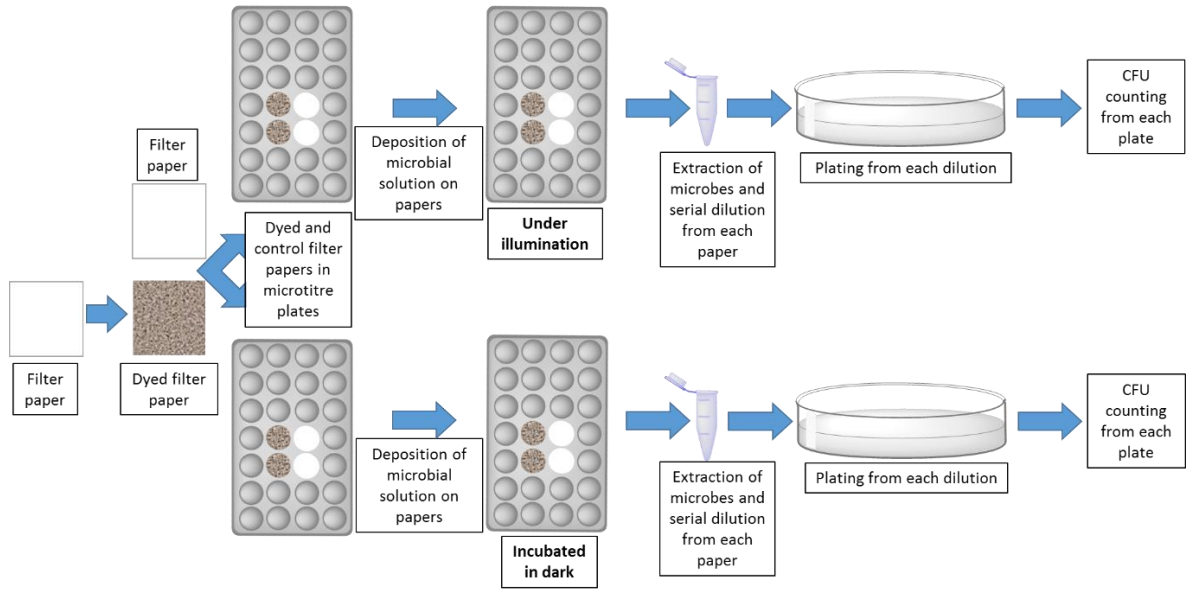 Filter
paper
Filter
paper
Dyed filter
paper
Dyed and
control filter
papers in
microtitre
plates
Deposition of
microbial
solution on
papers
Under
illumination
Extraction of
microbes and
serial dilution
from each
paper
Plating from each dilution
CFU
counting
from each
plate
Deposition of
microbial
solution on
papers
Incubated
in dark
Extraction of
microbes and
serial dilution
from each
paper
Plating from each dilution
CFU
counting
from each
plate